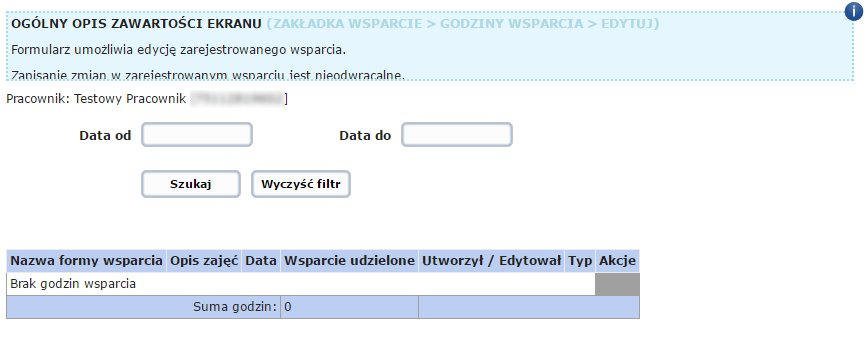 OGÓLNY OPIS ZAWARTOŚCI EKRANU (ZAKŁADKA WSPARCIE > GODZINY WSPARCIA > EDYTUJ)
i
Formularz umożliwia edycję zarejestrowanego wsparcia.
Zapisanie zmian w zarejestrowanym wsparciu jest nieodwracalne.
Pracownik: Testowy Pracownik ]
Data od Data do
Szukaj Wyczyść filtr
Nazwa formy wsparcia Opis zajęć Data Wsparcie udzielone Utworzył / Edytował Typ Akcje
Brak godzin wsparcia
Suma godzin: 0